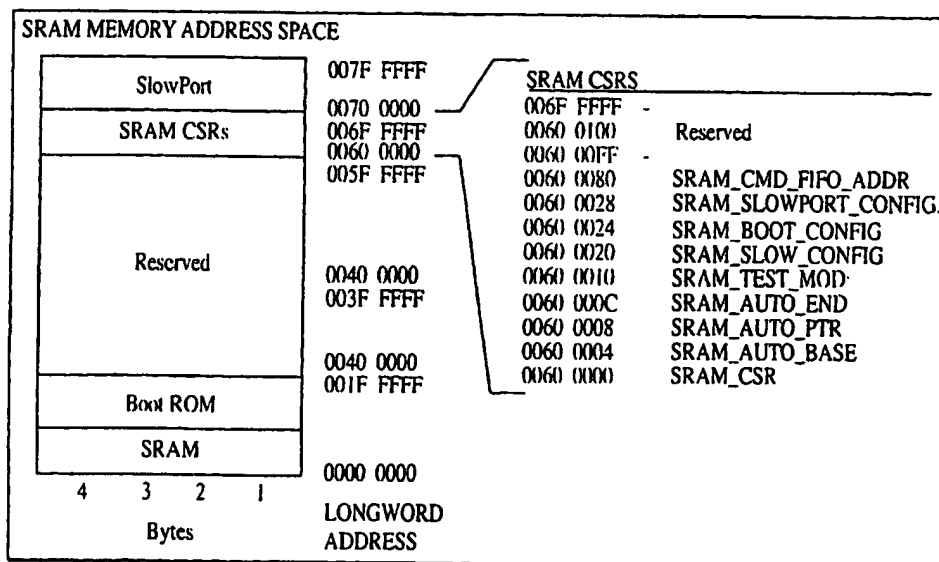 SRAM MEMORY ADDRESS SPACE
SlowPort
007F FFFF
0070 0000
SRAM CSRs
006F FFFF
0060 0000
005F FFFF
Reserved
0040 0000
003F FFFF
0040 0000
001F FFFF
Boot ROM
SRAM
0000 0000
4 3 2 1
Bytes
LONGWORD
ADDRESS
SRAM CSRS
006F FFFF -
0060 0100 Reserved
0060 00FF -
0060 0080 SRAM_CMD_FIFO_ADDR
0060 0028 SRAM_SLOWPORT_CONFIG.
0060 0024 SRAM_BOOT_CONFIG
0060 0020 SRAM_SLOW_CONFIG
0060 0010 SRAM_TEST_MOD
0060 000C SRAM_AUTO_END
0060 0008 SRAM_AUTO_PTR
0060 0004 SRAM_AUTO_BASE
0060 0000 SRAM_CSR